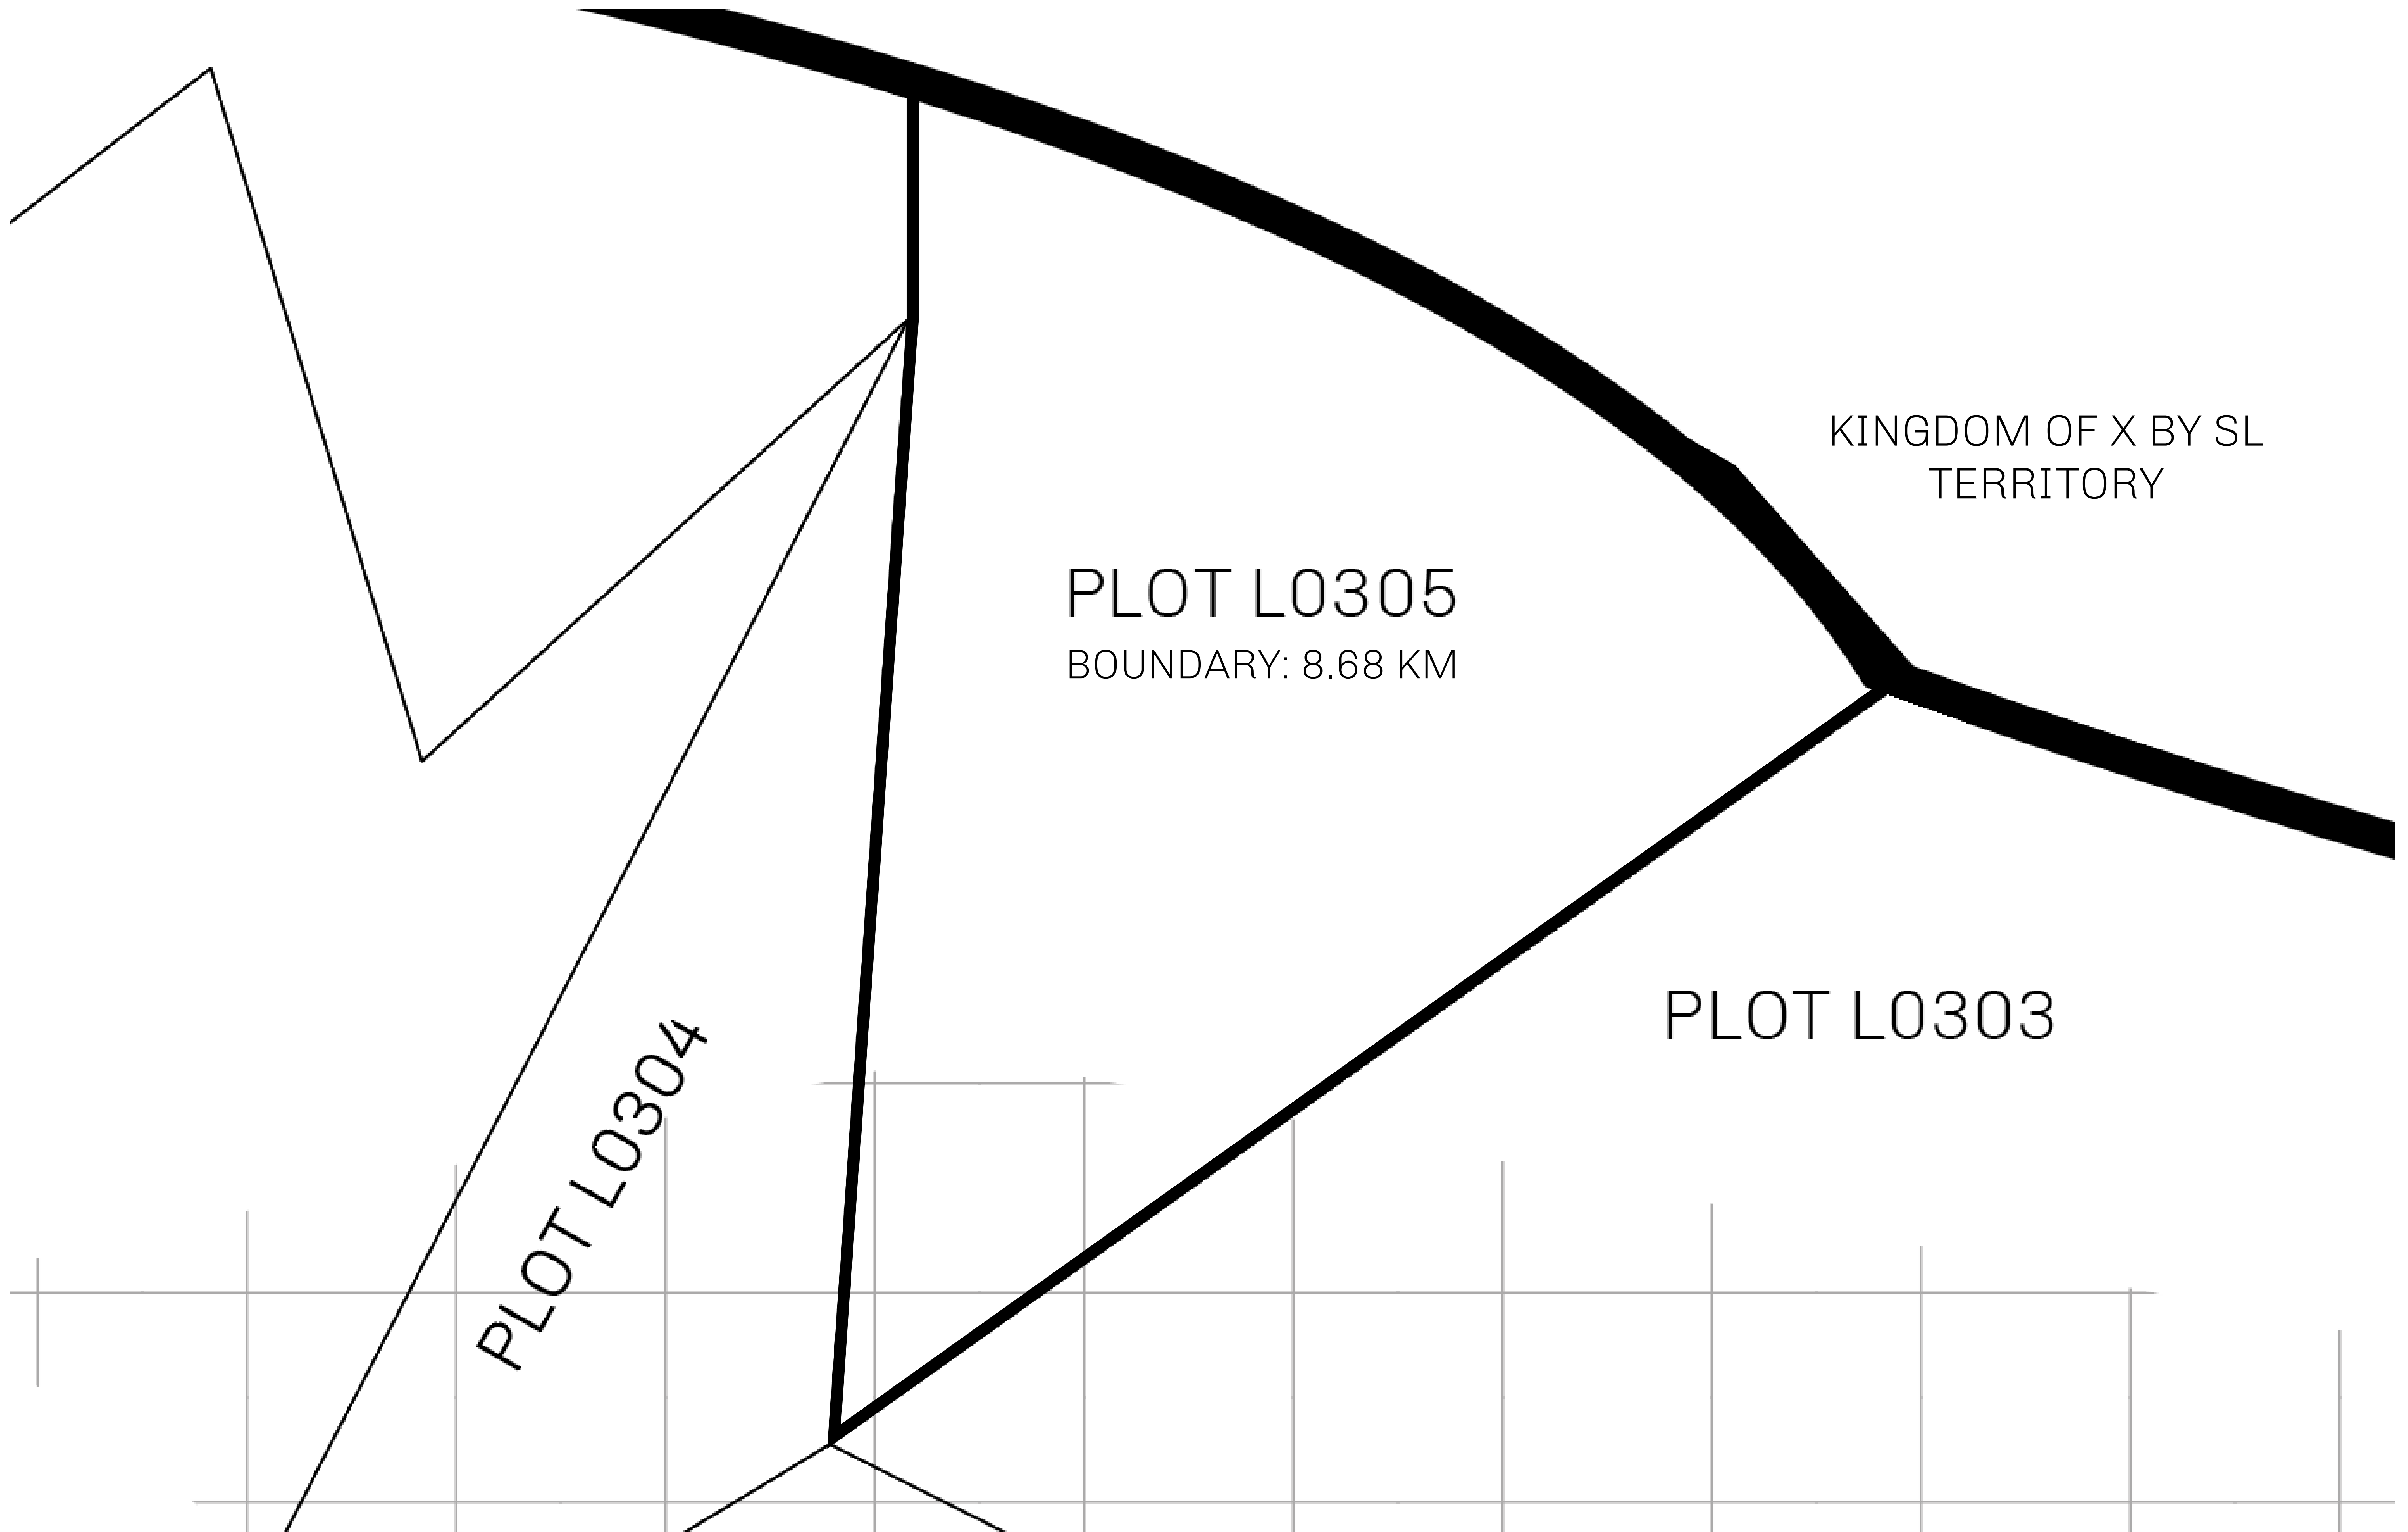 KINGDOM OF X BY SL
TERRITORY
PLOT L0305
BOUNDARY: 8.68 KM
PLOT L0303
PLOT L0304